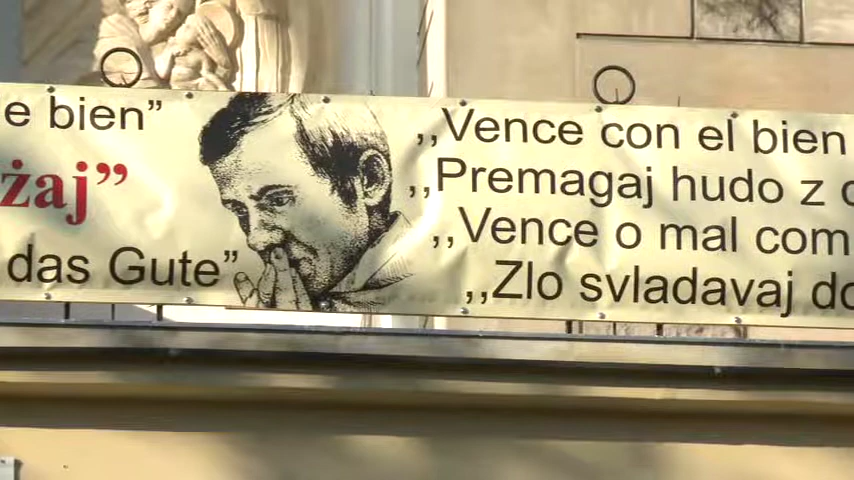 e bien”
żaj”
das Gute”
,,Vence con el bien
,,Premagaj hudo z
,,Vence o mal com
,,Zlo svladavaj do